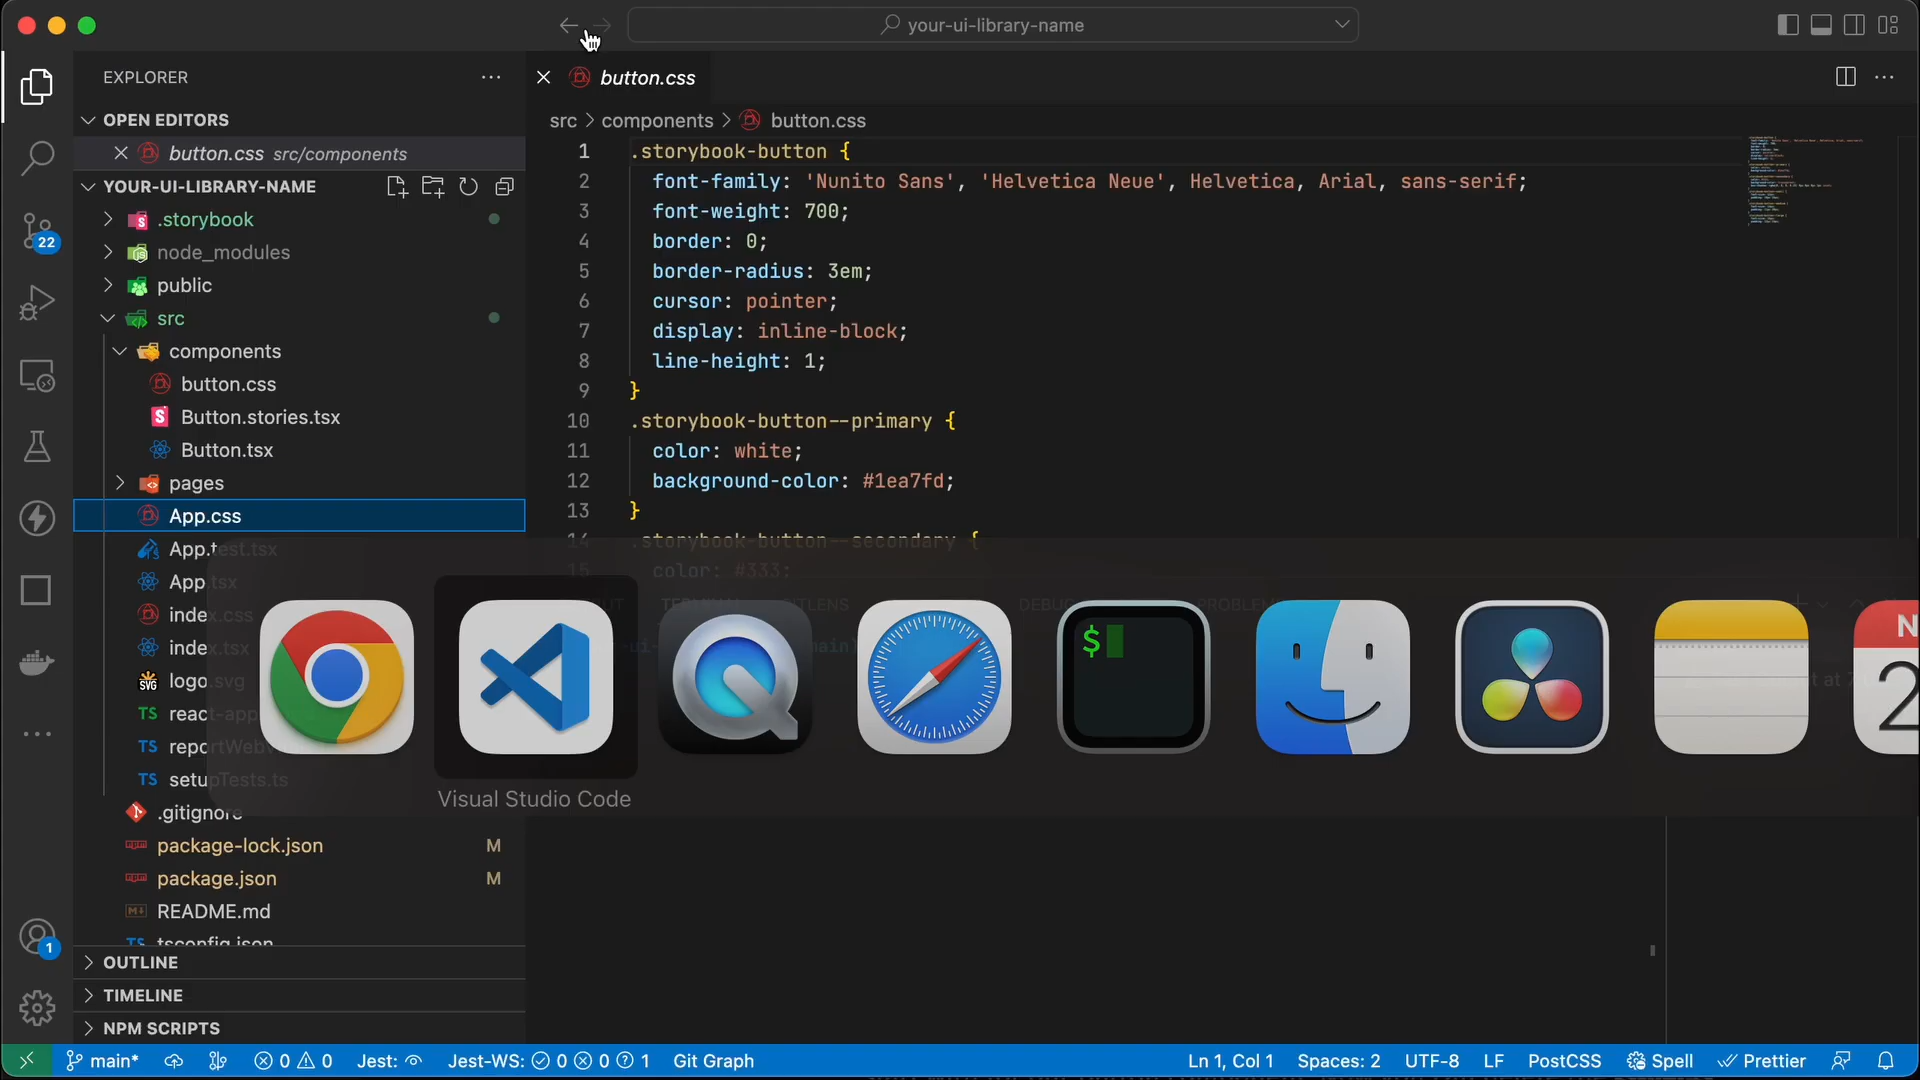 your-ui-library-name
EXPLORER
button.css
OPEN EDITORS
button.css src/components
YOUR-UI-LIBRARY-NAME
.storybook
node_modules
public
src
components
button.css
Button.stories.tsx
Button.tsx
pages
App.css
App.test.tsx
App.tsx
index.css
index.tsx
logo.svg
SVG
TS react-app
TS reportWeb
TS setupTests.ts
.gitignore
package-lock.json M
package.json M
README.md
TS tsconfig.json
OUTLINE
TIMELINE
NPM SCRIPTS
22
1
src > components > button.css
1 .storybook-button {
2 font-family: 'Nunito Sans', 'Helvetica Neue', Helvetica, Arial, sans-serif;
3 font-weight: 700;
4 border: 0;
5 border-radius: 3em;
6 cursor: pointer;
7 display: inline-block;
8 line-height: 1;
9 }
10 .storybook-button--primary {
11 color: white;
12 background-color: #1ea7fd;
13 }
14 .storybook-button--secondary {
15 color: #333;
$
Visual Studio Code
main* 0 0 Jest: Jest-WS: 0 0 1 Git Graph
Ln 1, Col 1 Spaces: 2 UTF-8 LF PostCSS Spell Prettier